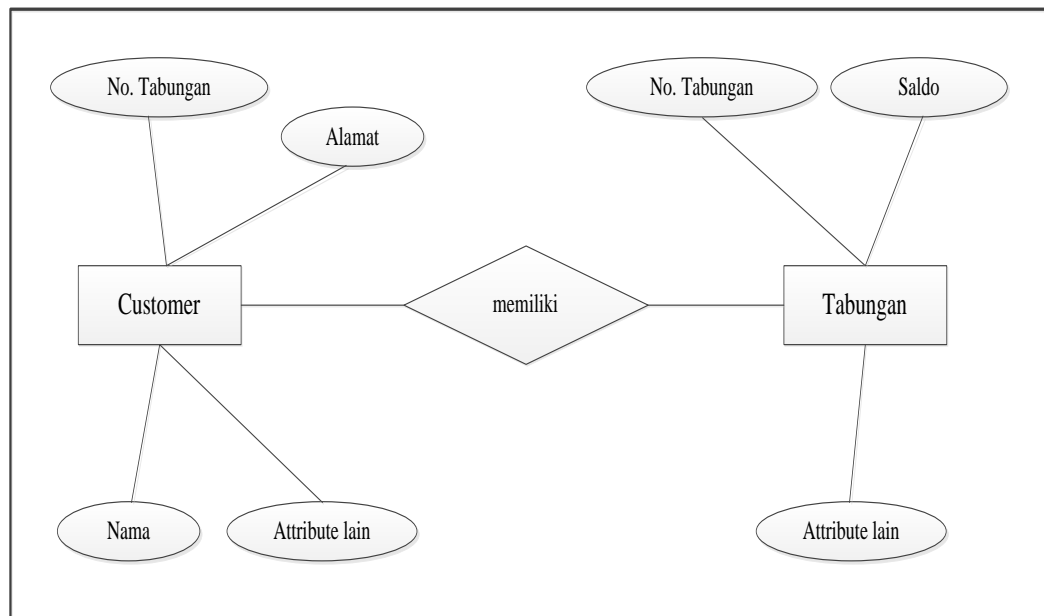 No. Tabungan
No. Tabungan
Saldo
Alamat
Customer
memiliki
Tabungan
Nama
Attribute lain
Attribute lain